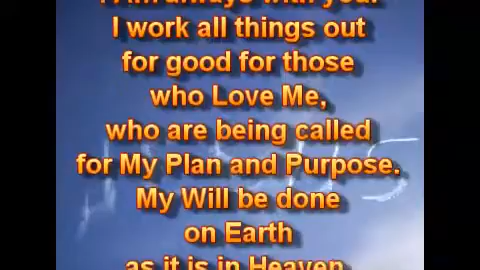 I Am always with you.
I work all things out
for good for those
who Love Me,
who are being called
for My Plan and Purpose.
My Will be done
on Earth
as it is in Heaven.